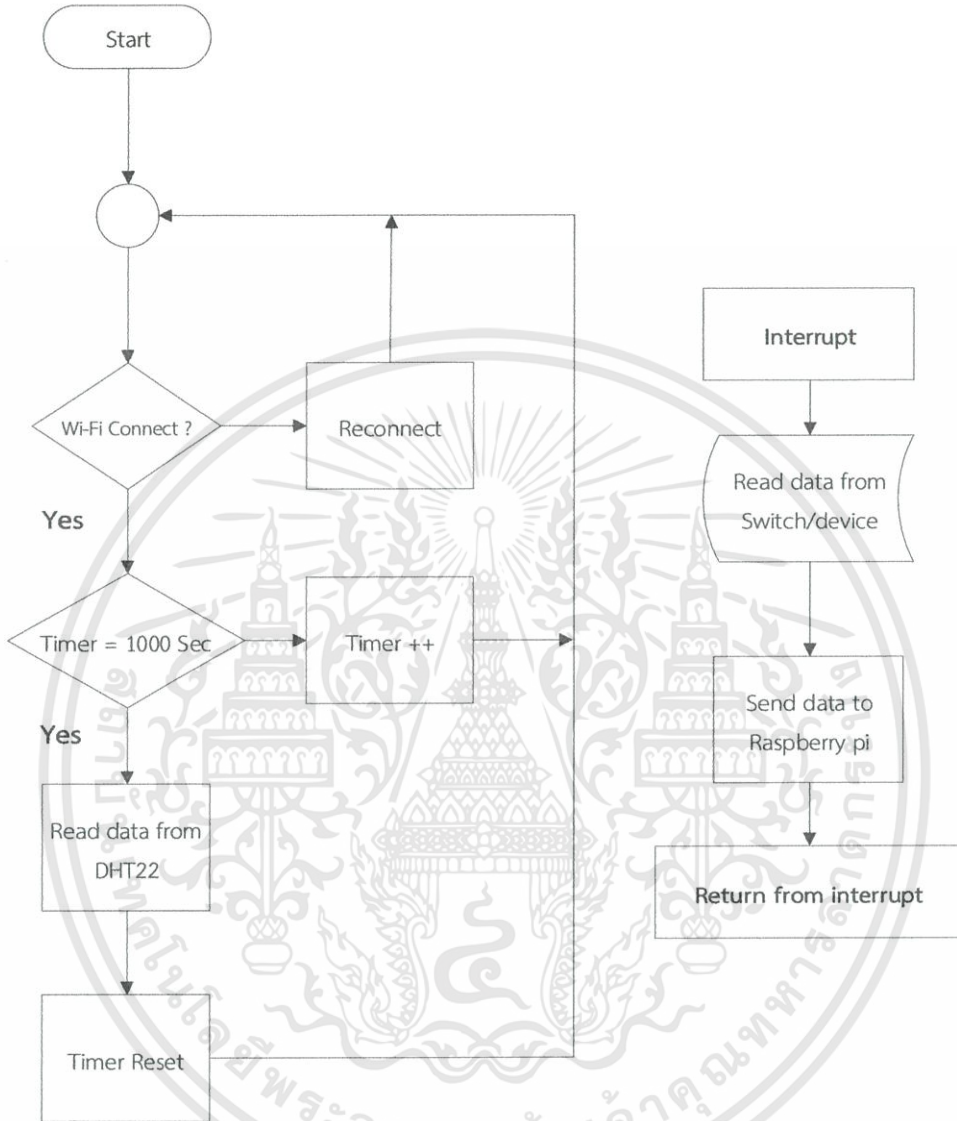 Start
Wi-Fi Connect ?
Reconnect
Yes
Timer = 1000 Sec
Timer ++
Yes
Read data from
DHT22
Timer Reset
Interrupt
Read data from
Switch/device
Send data to
Raspberry pi
Return from interrupt